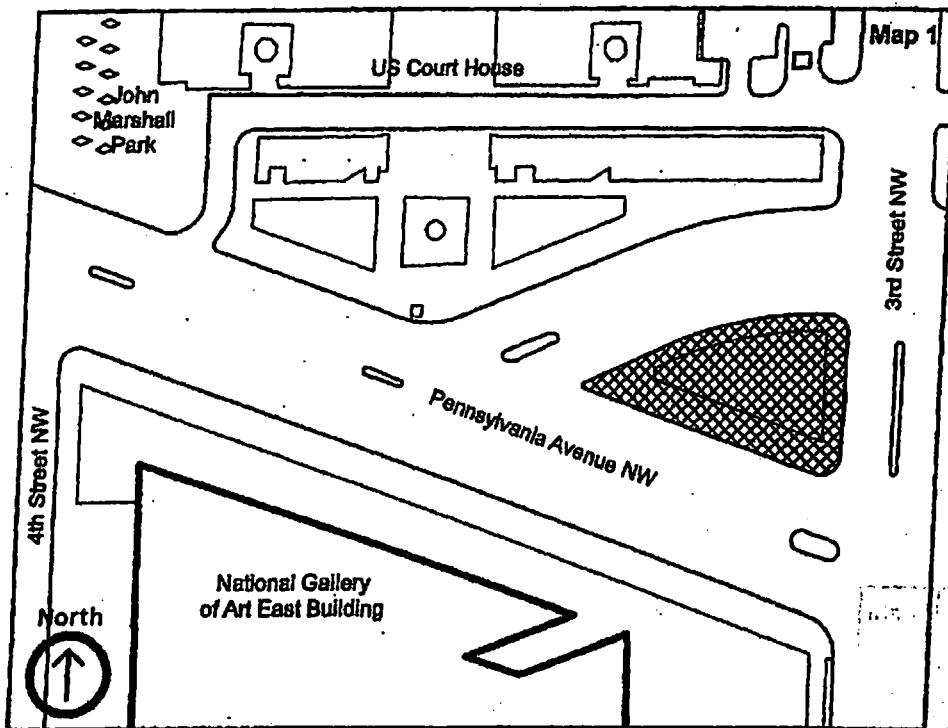 Map 1
US Court House
John
Marshall
Park
3rd Street NW
Pennsylvania Avenue NW
4th Street NW
National Gallery
of Art East Building
North